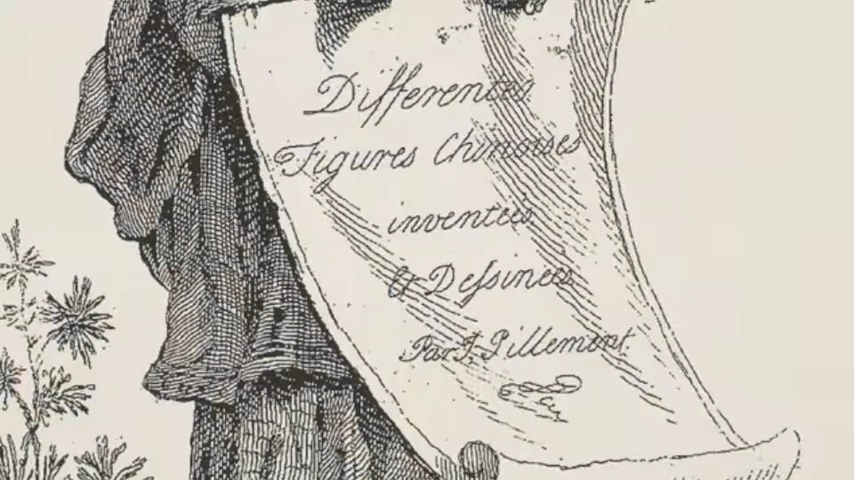 Differentes
Figures Chinoises
inventées
& Dessinées
Par J. Pillement